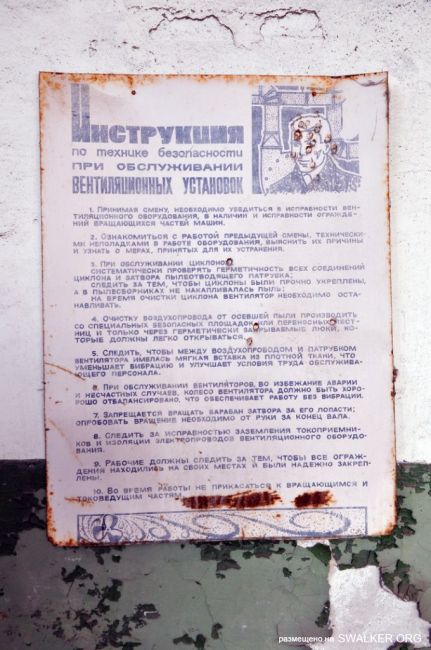 Инструкция
по технике безопасности
при обслуживании
вентиляционных установок
1. Принимая смену, необходимо убедиться в исправности вен-
тиляционного оборудования, в наличии и исправности огражде-
ний вращающихся частей машин.
2. Ознакомиться с работой предыдущей смены, технически-
ми неполадками в работе оборудования, выяснить их причины
и узнать о мерах, принятых для их устранения.
3. При обслуживании циклонов
систематически проверять герметичность всех соединений
циклона и затвора пылеотводящего патрубка;
следить за тем, чтобы циклоны были прочно укреплены,
а в пылесборниках не накапливалась пыль;
на время очистки циклона вентилятор необходимо оста-
навливать.
4. Очистку воздухопровода от осевшей пыли производить
со специальных безопасных площадок или переносных лест-
ниц и только через герметически закрываемые люки, ко-
торые должны легко открываться.
5. Следить, чтобы между воздухопроводом и патрубком
вентилятора имелась мягкая вставка из плотной ткани, что
уменьшает вибрацию и улучшает условия труда обслужива-
ющего персонала.
6. При обслуживании вентиляторов, во избежание аварии
и несчастных случаев, колесо вентилятора должно быть хоро-
рошо отбалансировано, что обеспечивает работу без вибрации.
7. Запрещается вращать барабан затвора за его лопасти;
опробовать вращение необходимо от руки за конец вала.
8. Следить за исправностью заземления токоприемни-
ков и изоляции электропроводов вентиляционного оборудо-
вания.
9. Рабочие должны следить за тем, чтобы все ограж-
дения находились на своих местах и были надежно закреп-
лены.
10. Во время работы не прикасаться к вращающимся и
токоведущим частям
размещено на SWALKER.ORG